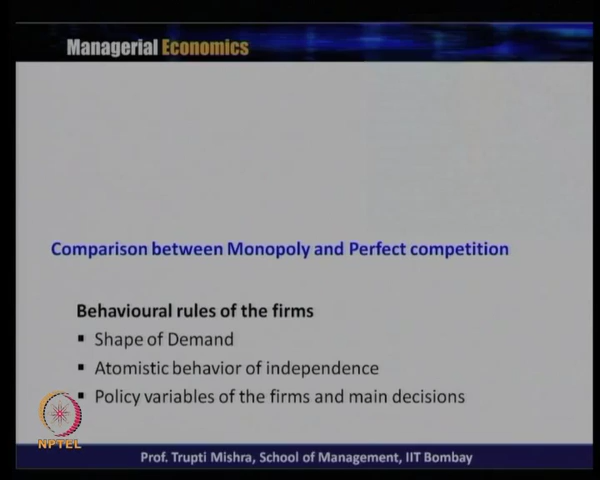 Managerial Economics
Comparison between Monopoly and Perfect competition
Behavioural rules of the firms
▪ Shape of Demand
▪ Atomistic behavior of independence
▪ Policy variables of the firms and main decisions
NPTEL
Prof. Trupti Mishra, School of Management, IIT Bombay